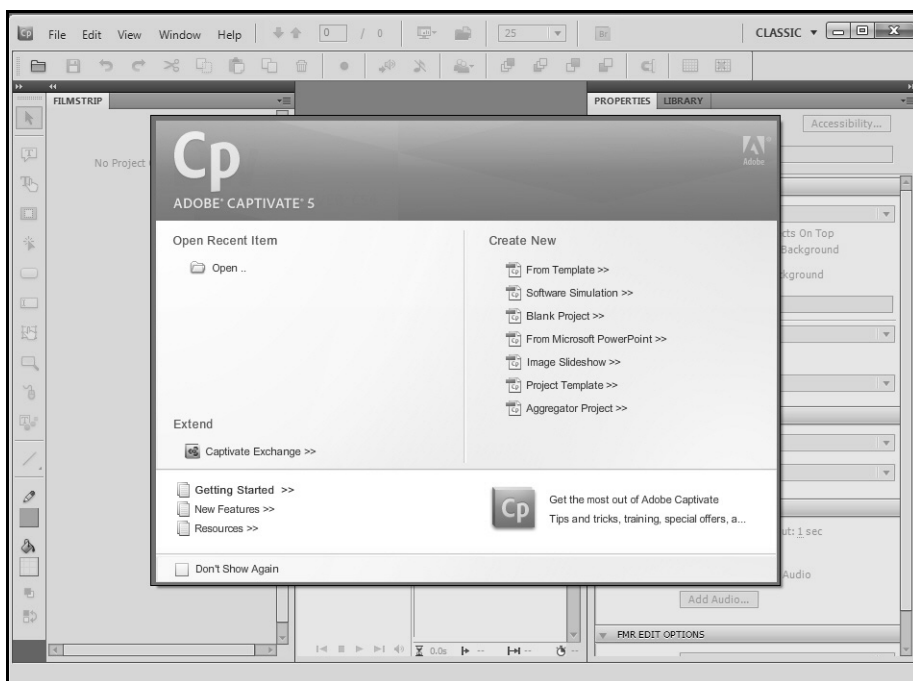 Cp File Edit View Window Help 0 / 0 25 Br CLASSIC
FILMSTRIP
PROPERTIES LIBRARY
Accessibility...
No Project
Cp
Adobe
ADOBE® CAPTIVATE® 5
Open Recent Item
Open ..
Create New
From Template >>
Software Simulation >>
Blank Project >>
From Microsoft PowerPoint >>
Image Slideshow >>
Project Template >>
Aggregator Project >>
Extend
Captivate Exchange >>
Getting Started >>
New Features >>
Resources >>
Cp
Get the most out of Adobe Captivate
Tips and tricks, training, special offers, a...
Don't Show Again
cts On Top
Background
kground
ut: 1 sec
Audio
Add Audio...
FMR EDIT OPTIONS
0.0s -- -- --